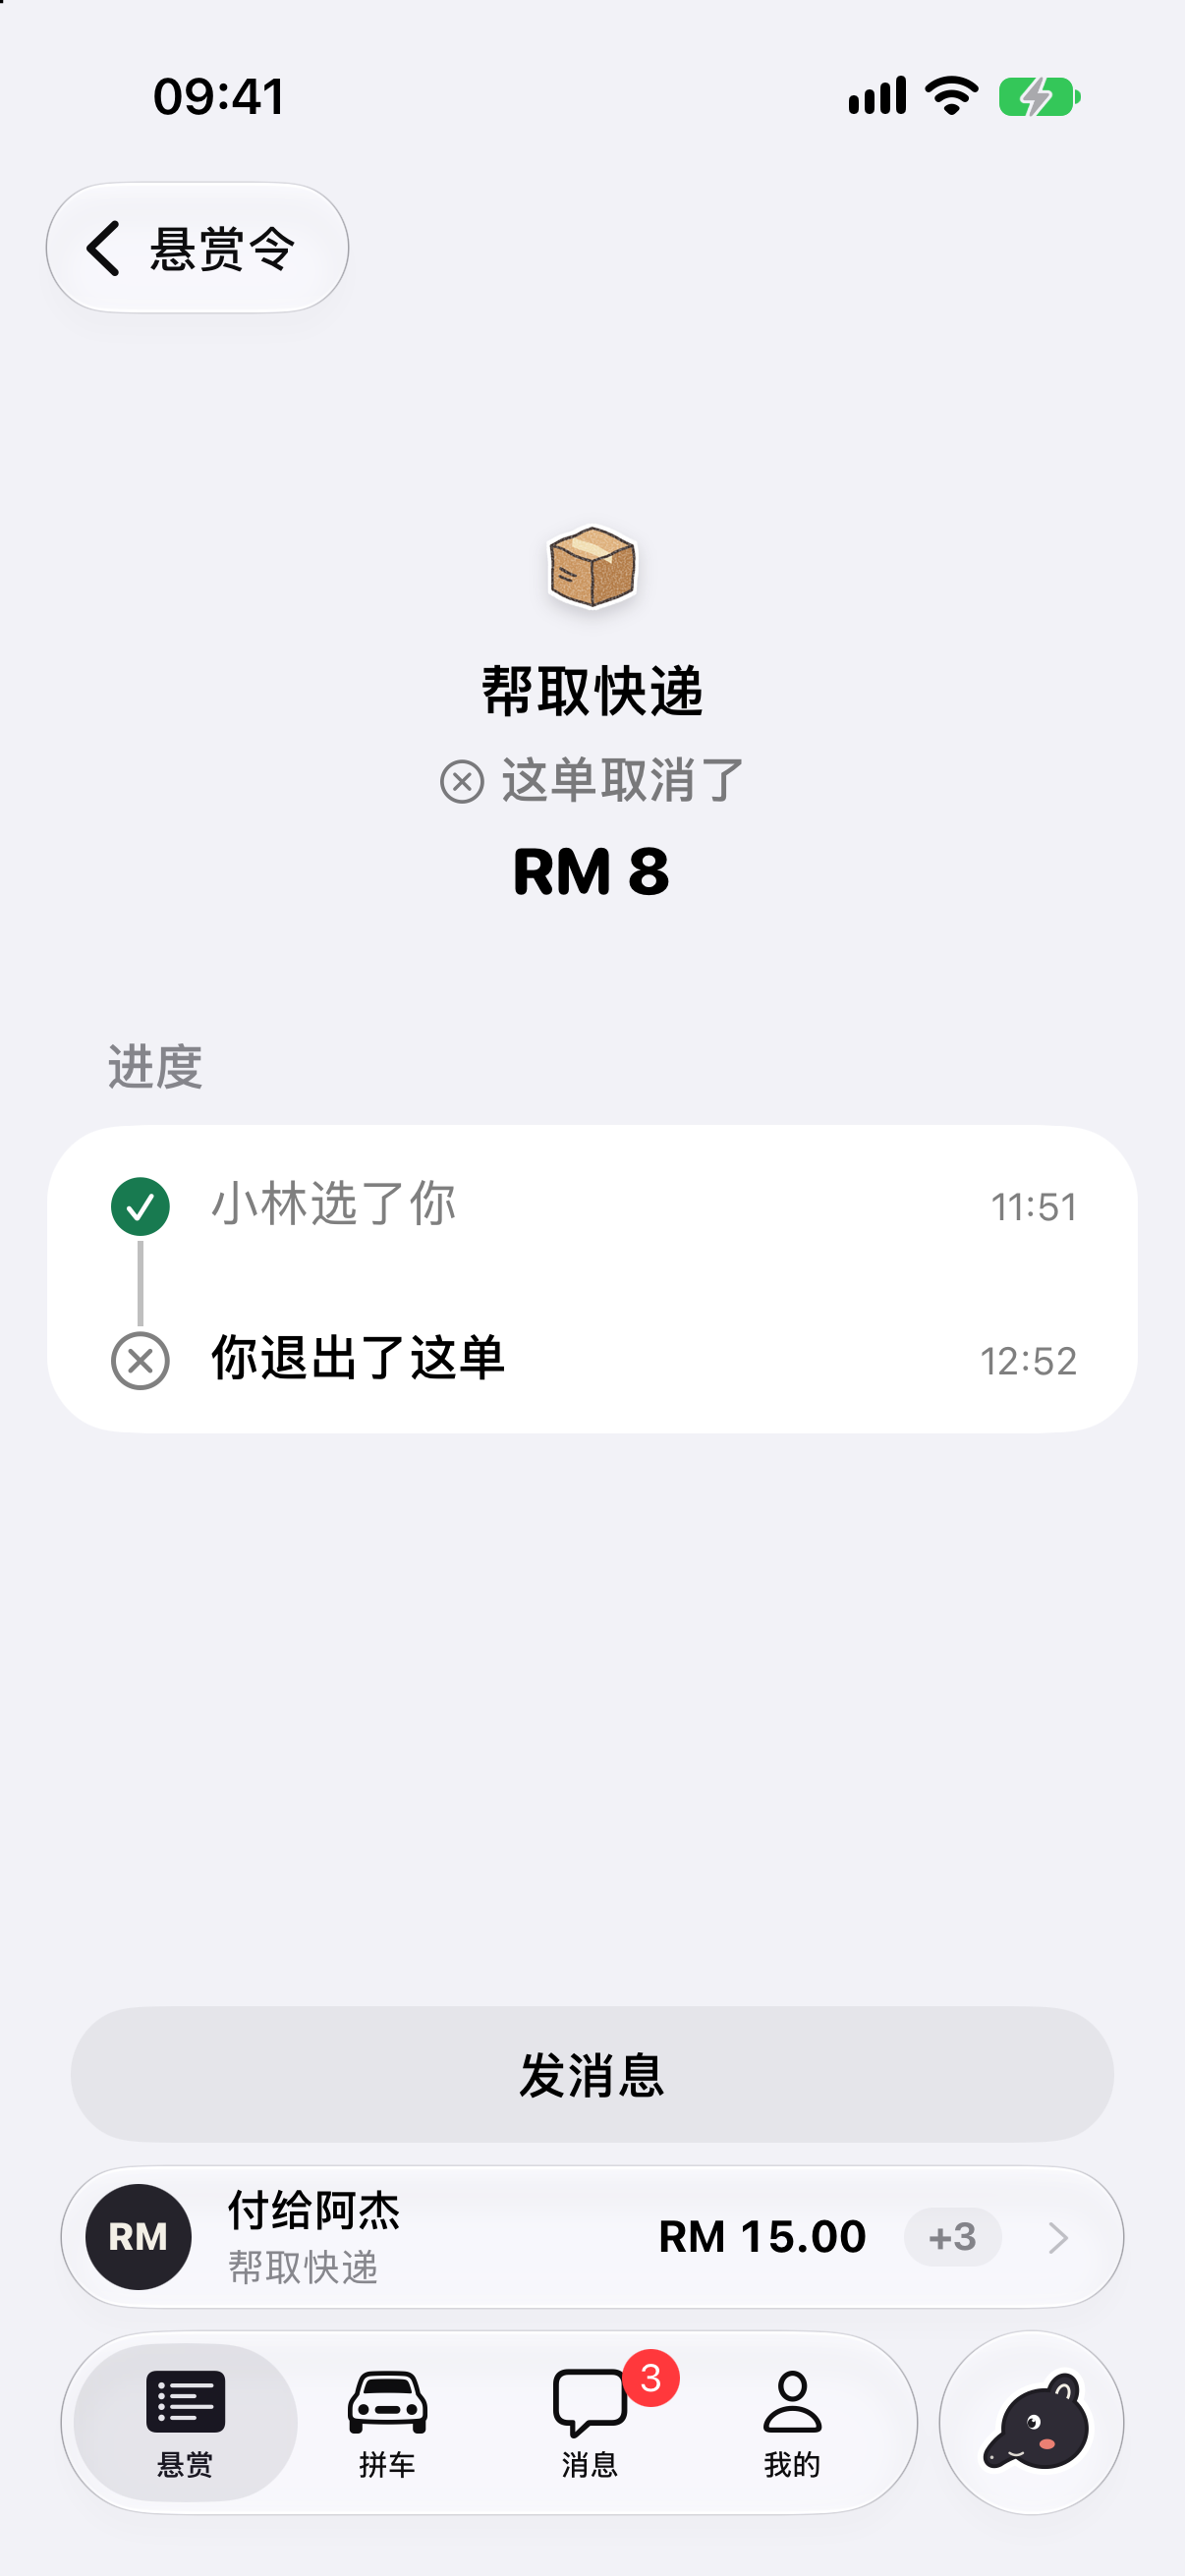 09:41
悬赏令
帮取快递
这单取消了
RM 8
进度
小林选了你 11:51
你退出了这单 12:52
发消息
RM 付给阿杰 RM 15.00 +3
帮取快递
3
悬赏 拼车 消息 我的